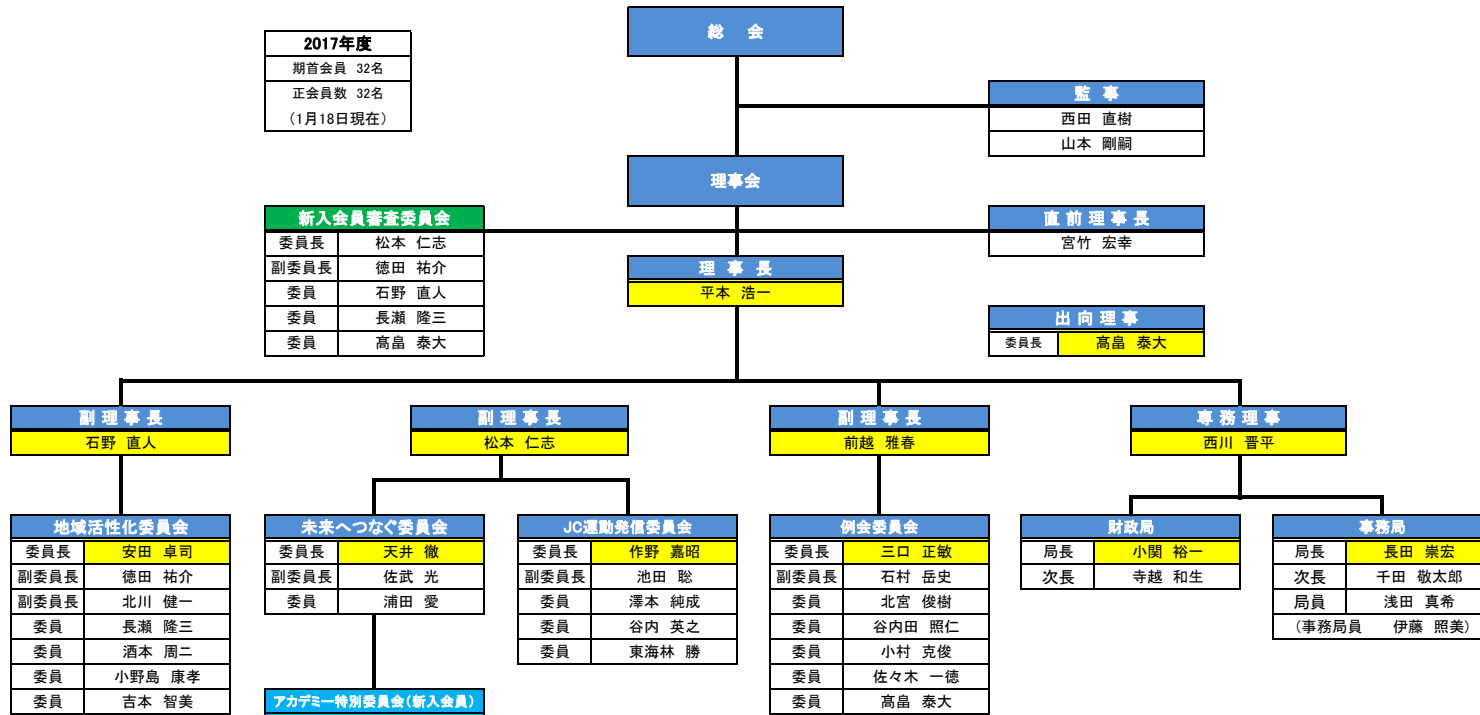 総　会
2017年度
期首会員 32名
正会員数 32名
（1月18日現在）
監 事
西田 直樹
山本 剛嗣
理事会
新入会員審査委員会
委員長 松本 仁志
副委員長 徳田 祐介
委員 石野 直人
委員 長瀬 隆三
委員 髙畠 泰大
直 前 理 事 長
宮竹 宏幸
理 事 長
平本 浩一
出 向 理 事
委員長 髙畠 泰大
副 理 事 長
石野 直人
副 理 事 長
松本 仁志
副 理 事 長
前越 雅春
専 務 理 事
西川 晋平
地域活性化委員会
委員長 安田 卓司
副委員長 徳田 祐介
副委員長 北川 健一
委員 長瀬 隆三
委員 酒本 周二
委員 小野島 康孝
委員 吉本 智美
未来へつなぐ委員会
委員長 天井 徹
副委員長 佐武 光
委員 浦田 愛
アカデミー特別委員会（新入会員）
JC運動発信委員会
委員長 作野 嘉昭
副委員長 池田 聡
委員 澤本 純成
委員 谷内 英之
委員 東海林 勝
例会委員会
委員長 三口 正敏
副委員長 石村 岳史
委員 北宮 俊樹
委員 谷内田 照仁
委員 小村 克俊
委員 佐々木 一徳
委員 髙畠 泰大
財政局
局長 小関 裕一
次長 寺越 和生
事務局
局長 長田 崇宏
次長 千田 敬太郎
局員 浅田 真希
（事務局員　伊藤 照美）